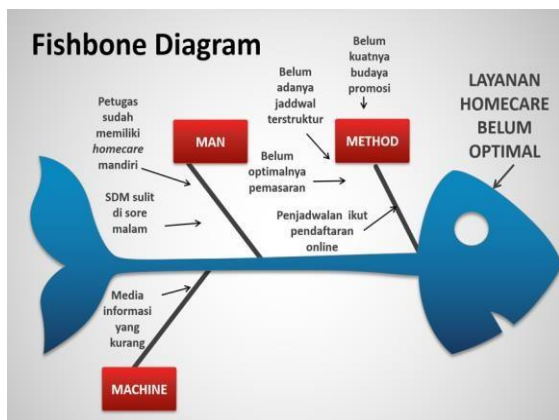 Fishbone Diagram
Belum
kuatnya
budaya
promosi
Belum
adanya
jaddwal
terstruktur
LAYANAN
HOMECARE
BELUM
OPTIMAL
Petugas
sudah
memiliki
homecare
mandiri
MAN
METHOD
Belum
optimalnya
pemasaran
SDM sulit
di sore
malam
Penjadwalan ikut
pendaftaran
online
Media
informasi
yang
kurang
MACHINE